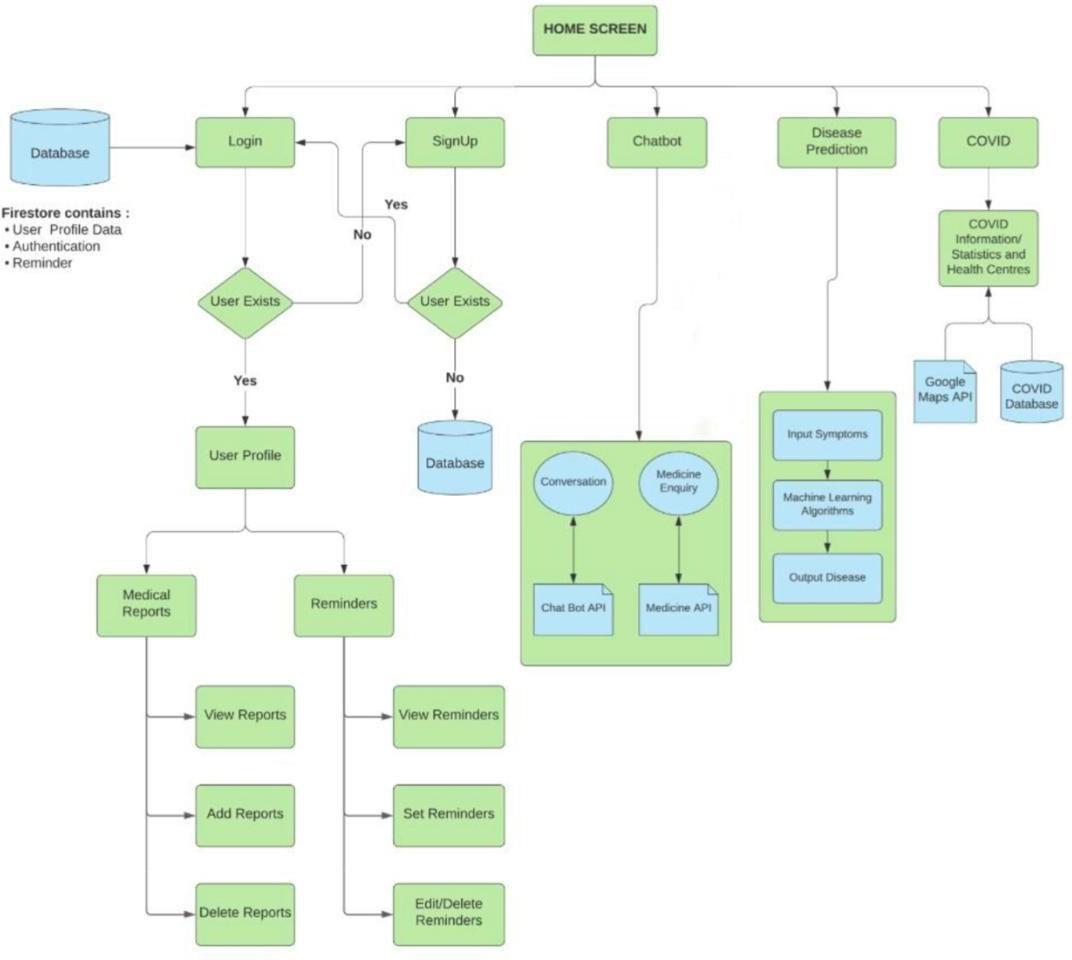 HOME SCREEN
Database
Login
SignUp
Chatbot
Disease
Prediction
COVID
Firestore contains :
• User Profile Data
• Authentication
• Reminder
Yes
No
COVID
Information/
Statistics and
Health Centres
User Exists
User Exists
Yes
No
Google
Maps API
COVID
Database
User Profile
Database
Conversation
Medicine
Enquiry
Input Symptoms
Machine Learning
Algorithms
Output Disease
Chat Bot API
Medicine API
Medical
Reports
Reminders
View Reports
View Reminders
Add Reports
Set Reminders
Delete Reports
Edit/Delete
Reminders